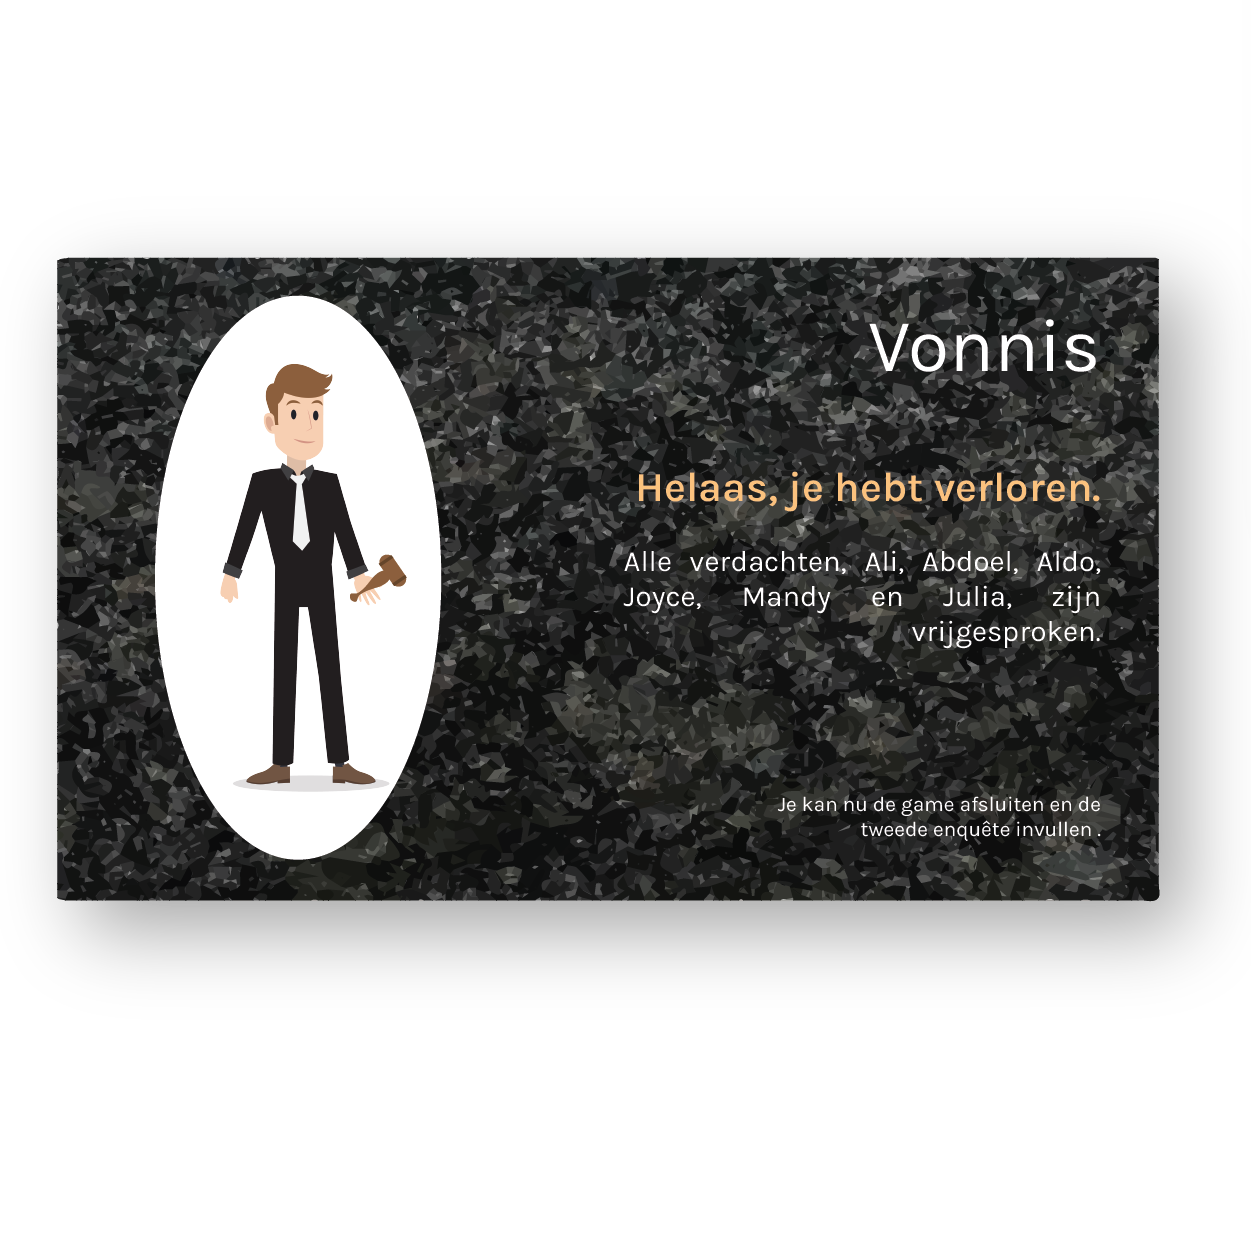 Vonnis
Helaas, je hebt verloren.
Alle verdachten, Ali, Abdoel, Aldo,
Joyce, Mandy en Julia, zijn
vrijgesproken.
Je kan nu de game afsluiten en de
tweede enquête invullen .